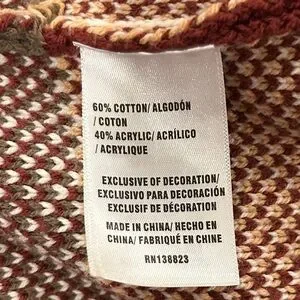 60% COTTON/ ALGODÓN
/ COTON
40% ACRYLIC/ ACRÍLICO
/ ACRYLIQUE
EXCLUSIVE OF DECORATION/
EXCLUSIVO PARA DECORACIÓN
EXCLUSIF DE DÉCORATION
MADE IN CHINA/ HECHO EN
CHINA/ FABRIQUÉ EN CHINE
RN138823